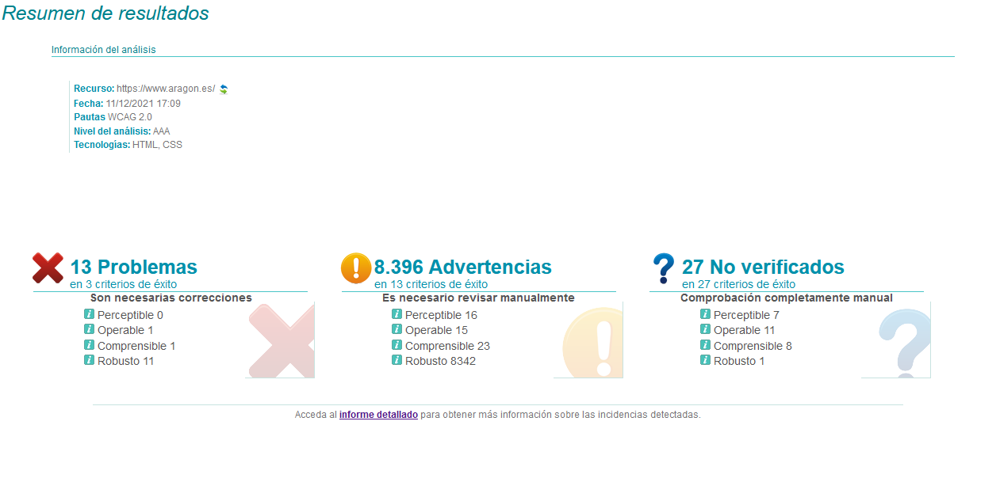 Resumen de resultados
Información del análisis
Recurso: https://www.aragon.es/
Fecha: 11/12/2021 17:09
Pautas WCAG 2.0
Nivel del análisis: AAA
Tecnologías: HTML, CSS
13 Problemas
en 3 criterios de éxito
Son necesarias correcciones
Perceptible 0
Operable 1
Comprensible 1
Robusto 11
8.396 Advertencias
en 13 criterios de éxito
Es necesario revisar manualmente
Perceptible 16
Operable 15
Comprensible 23
Robusto 8342
27 No verificados
en 27 criterios de éxito
Comprobación completamente manual
Perceptible 7
Operable 11
Comprensible 8
Robusto 1
Acceda al informe detallado para obtener más información sobre las incidencias detectadas.